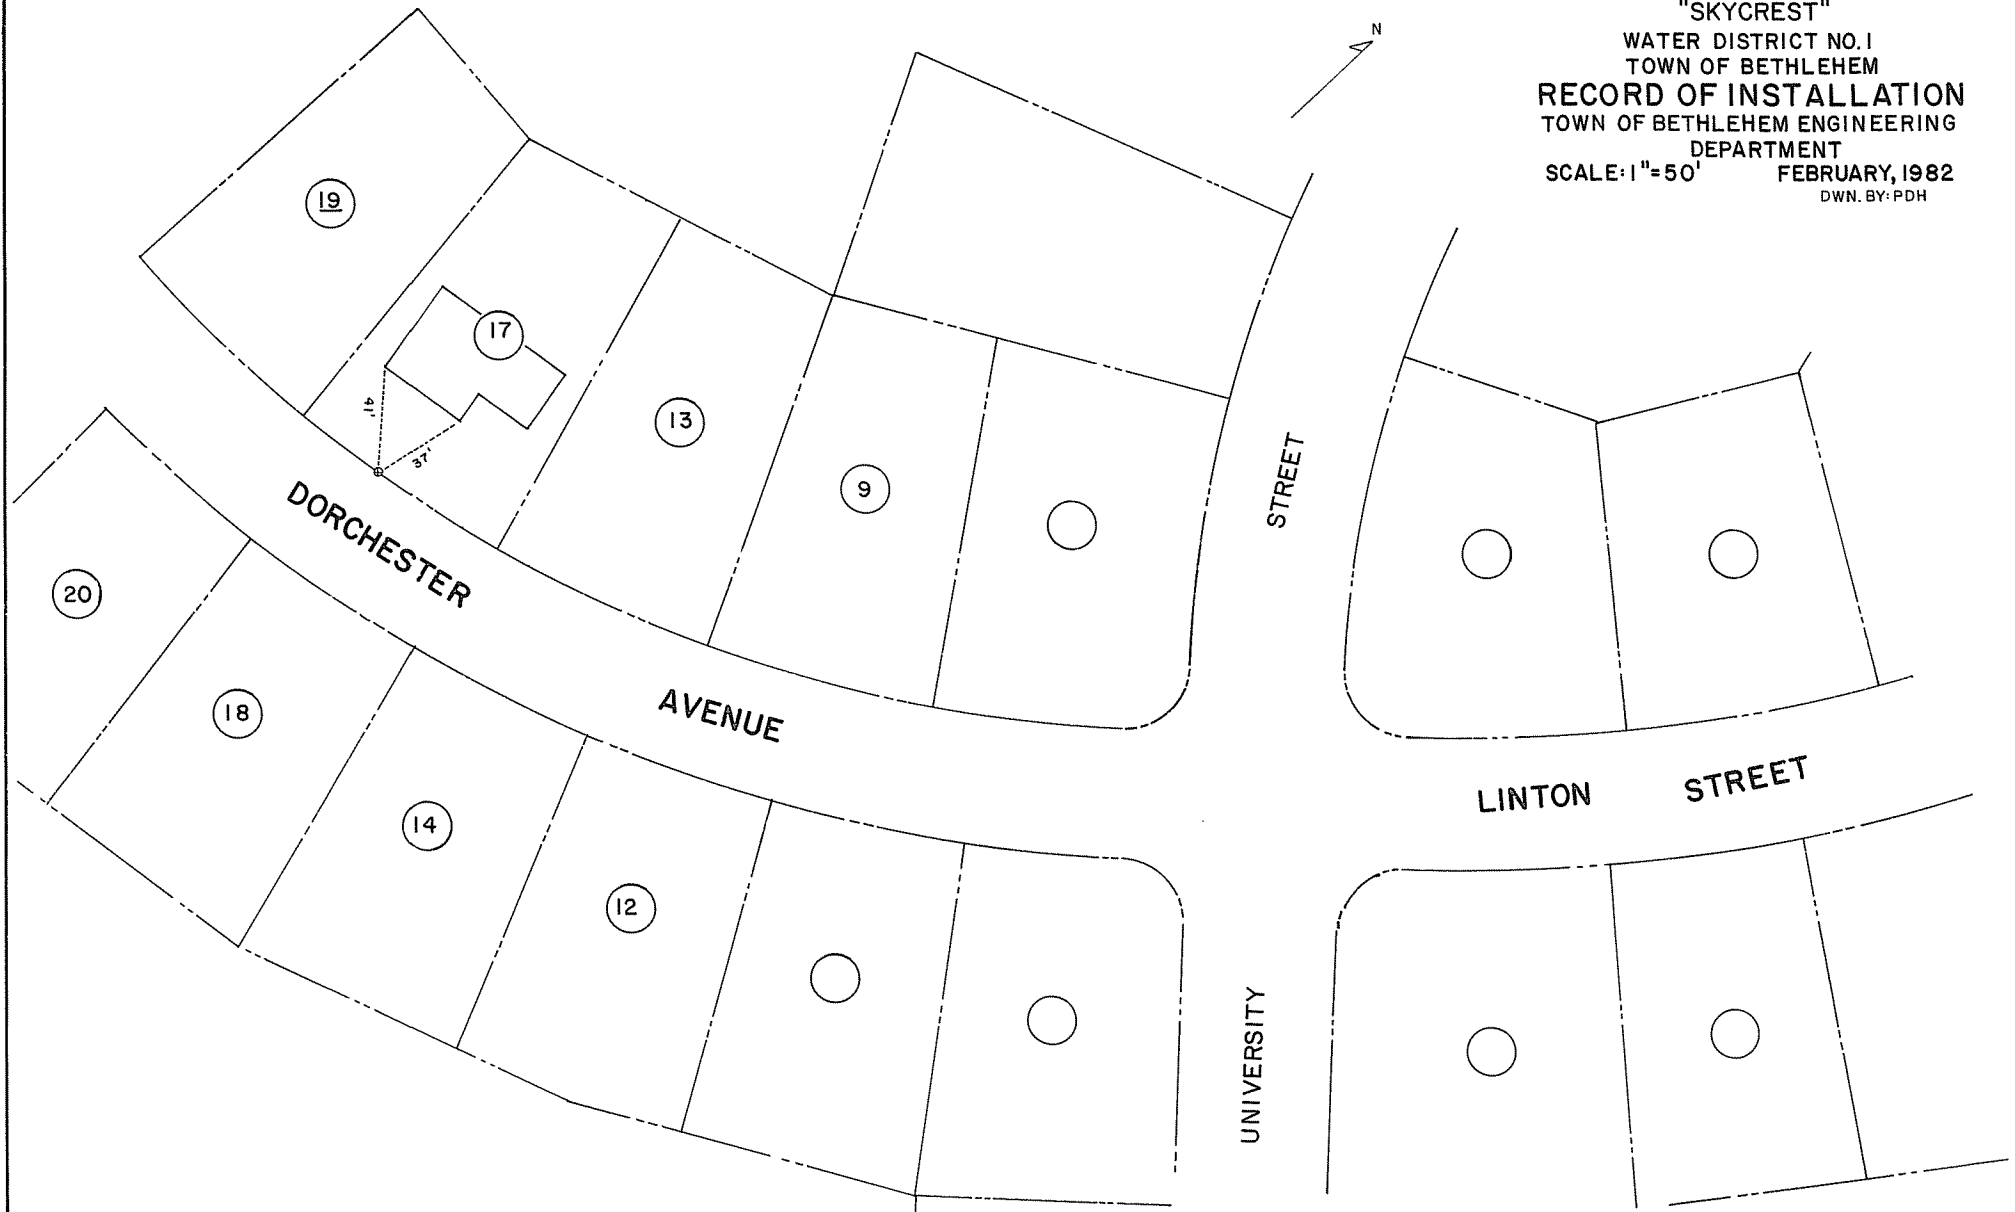 "SKYCREST"
WATER DISTRICT NO. 1
TOWN OF BETHLEHEM
RECORD OF INSTALLATION
TOWN OF BETHLEHEM ENGINEERING
DEPARTMENT
SCALE: 1"=50' FEBRUARY, 1982
DWN. BY: PDH
N
19
17
41'
37'
13
9
STREET
DORCHESTER
AVENUE
20
18
14
12
LINTON STREET
UNIVERSITY